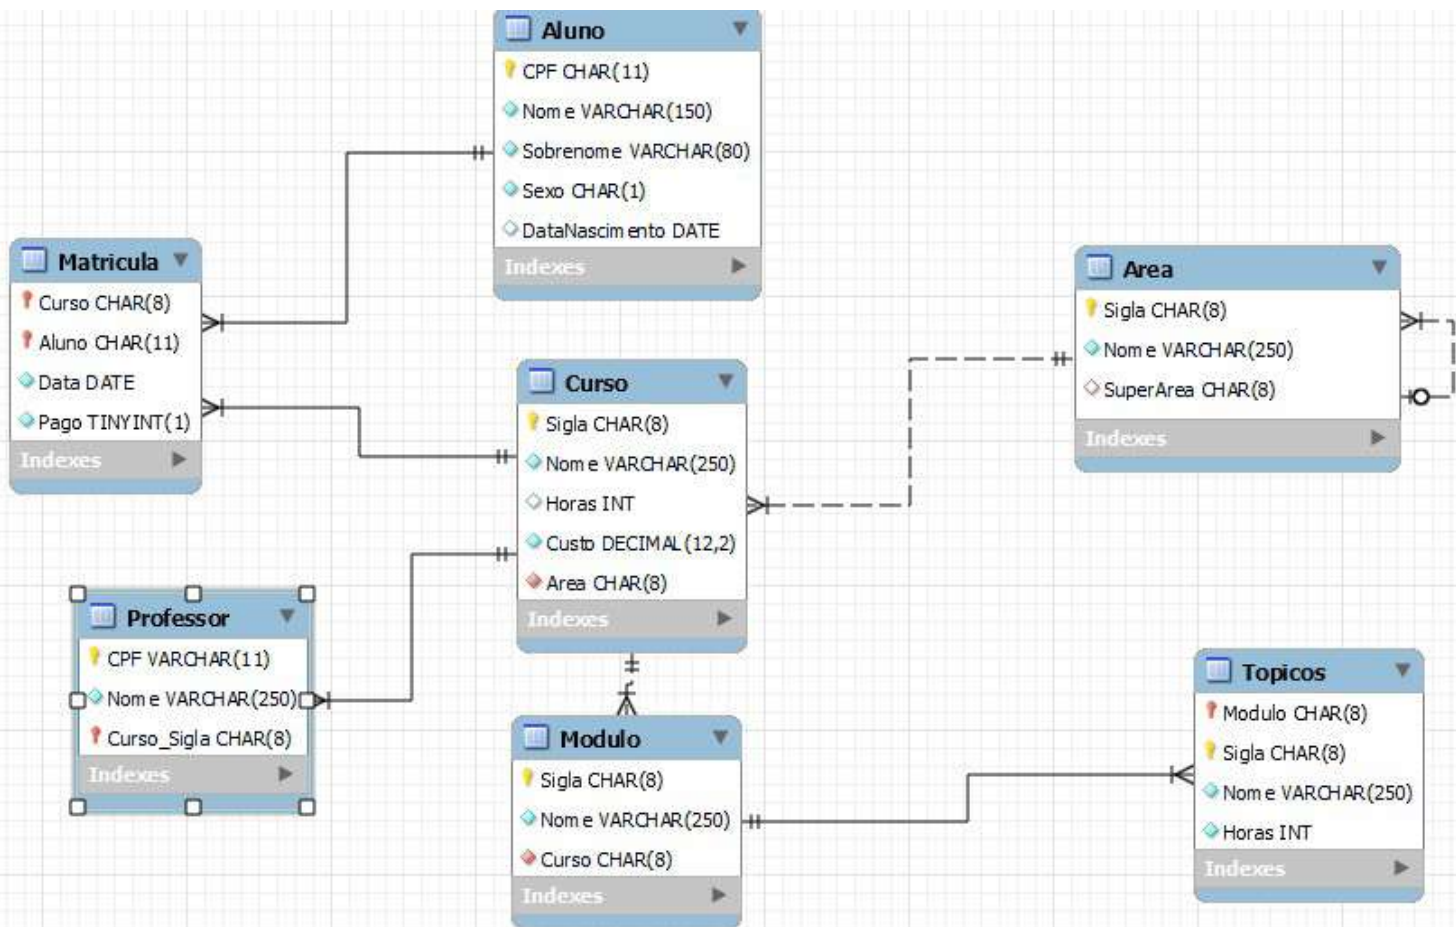 Aluno
CPF CHAR(11)
Nome VARCHAR(150)
Sobrenome VARCHAR(80)
Sexo CHAR(1)
DataNascimento DATE
Indexes
Matricula
Curso CHAR(8)
Aluno CHAR(11)
Data DATE
Pago TINYINT(1)
Indexes
Area
Sigla CHAR(8)
Nome VARCHAR(250)
SuperArea CHAR(8)
Indexes
Curso
Sigla CHAR(8)
Nome VARCHAR(250)
Horas INT
Custo DECIMAL(12,2)
Area CHAR(8)
Indexes
Professor
CPF VARCHAR(11)
Nome VARCHAR(250)
Curso_Sigla CHAR(8)
Indexes
Modulo
Sigla CHAR(8)
Nome VARCHAR(250)
Curso CHAR(8)
Indexes
Topicos
Modulo CHAR(8)
Sigla CHAR(8)
Nome VARCHAR(250)
Horas INT
Indexes